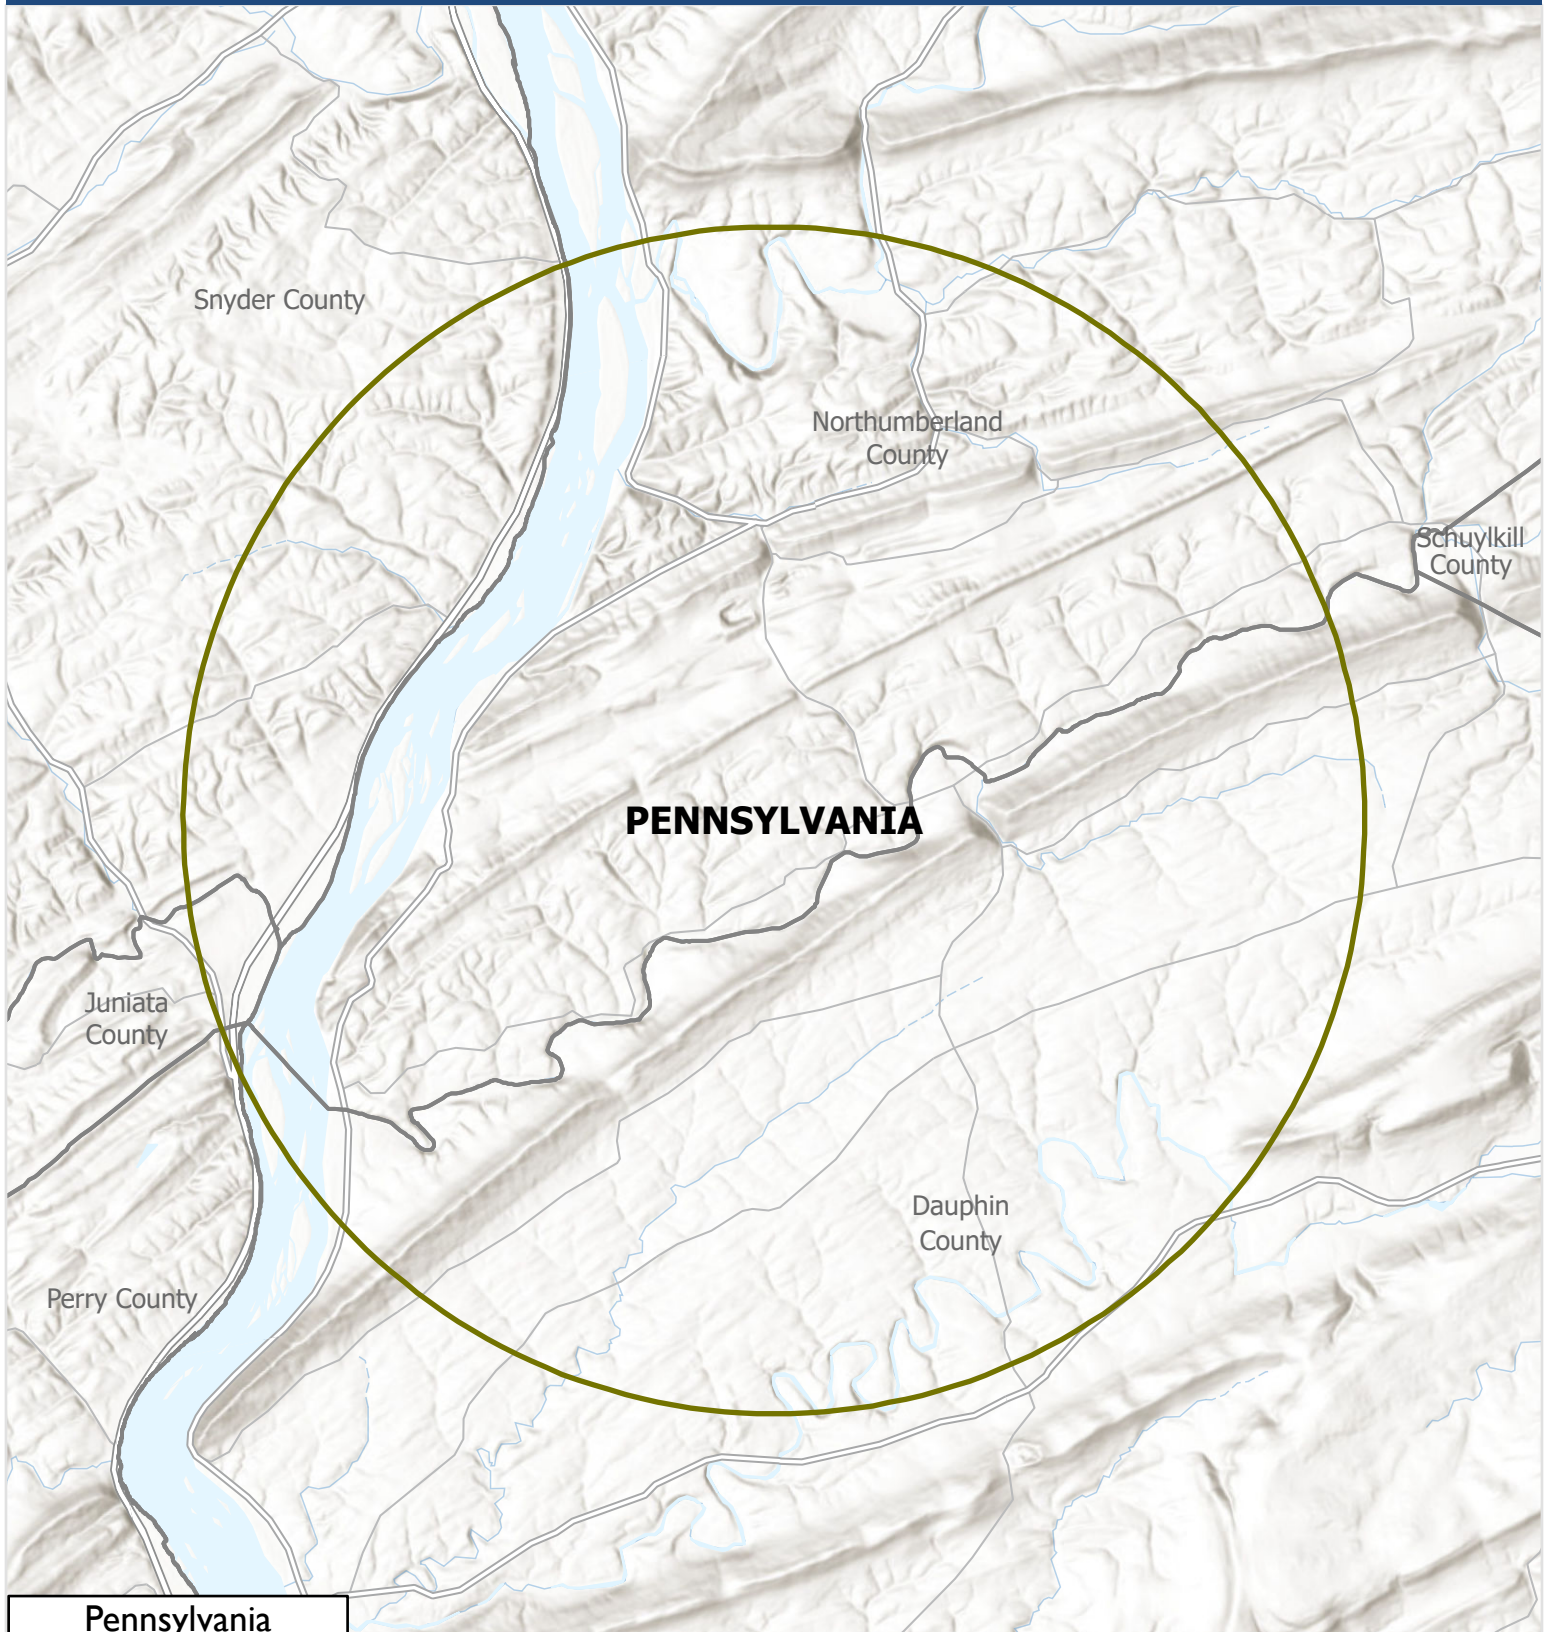 Snyder County
Northumberland
County
Schuylkill
County
PENNSYLVANIA
Juniata
County
Dauphin
County
Perry County
Pennsylvania